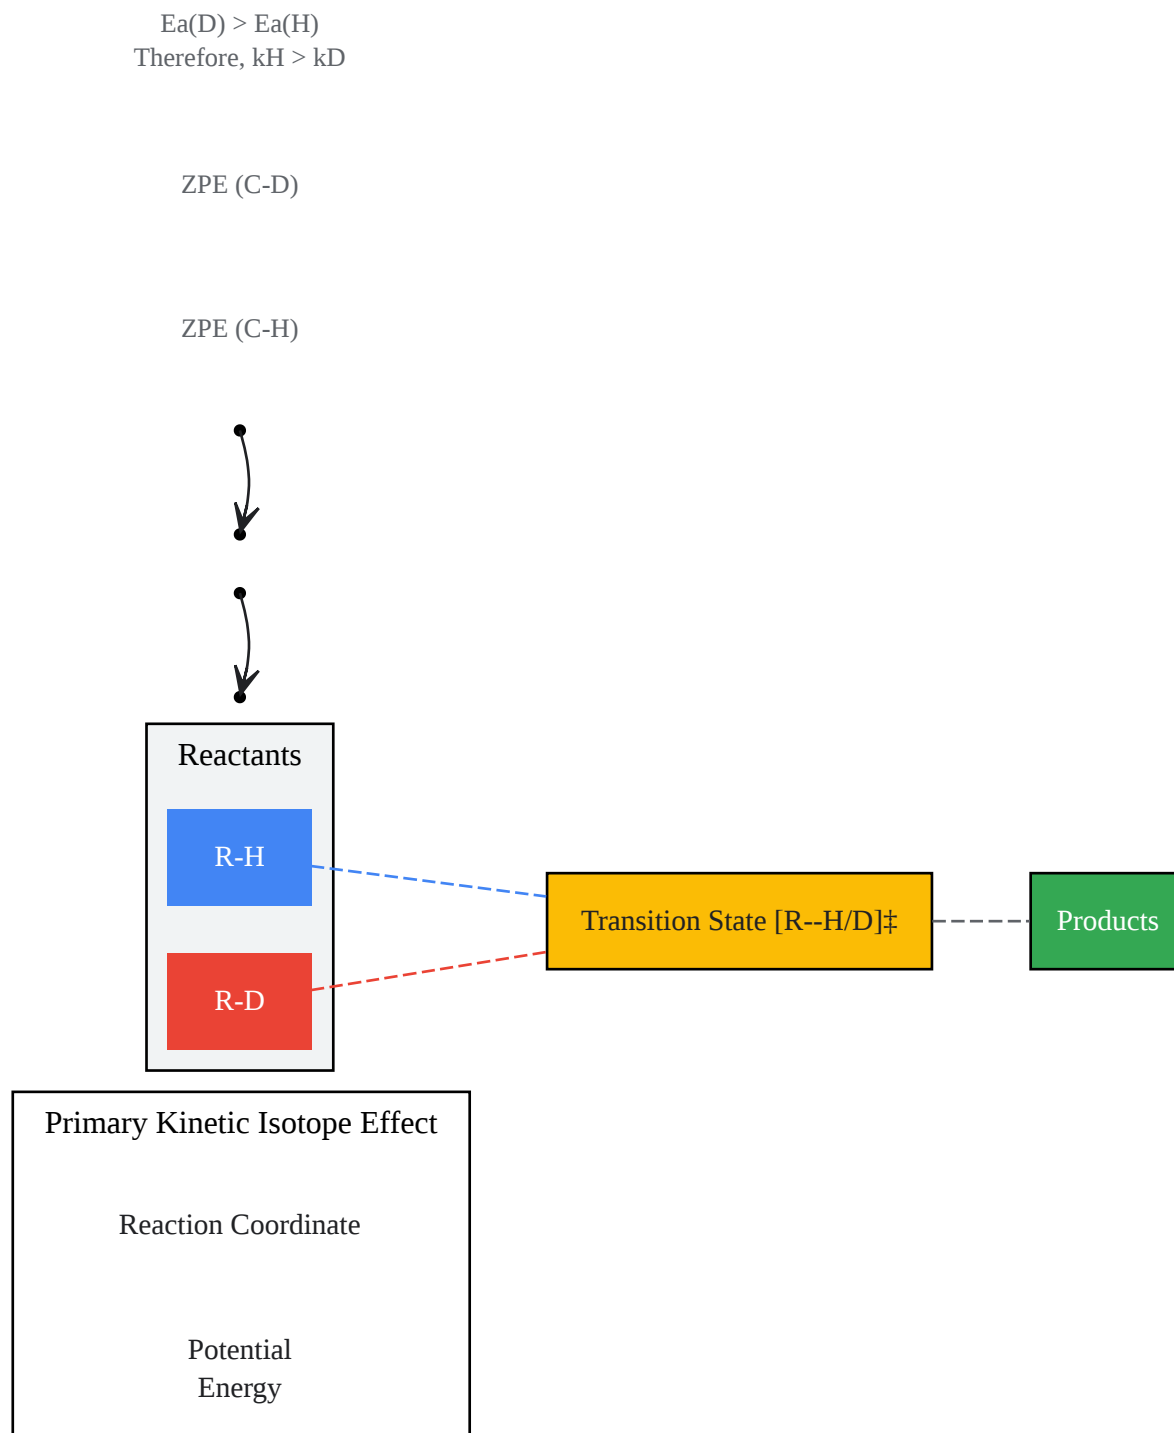 Ea(D) > Ea(H)
Therefore, kH > kD
ZPE (C-D)
ZPE (C-H)
Reactants
R-H
Transition State [R--H/D]‡
Products
R-D
Primary Kinetic Isotope Effect
Reaction Coordinate
Potential
Energy